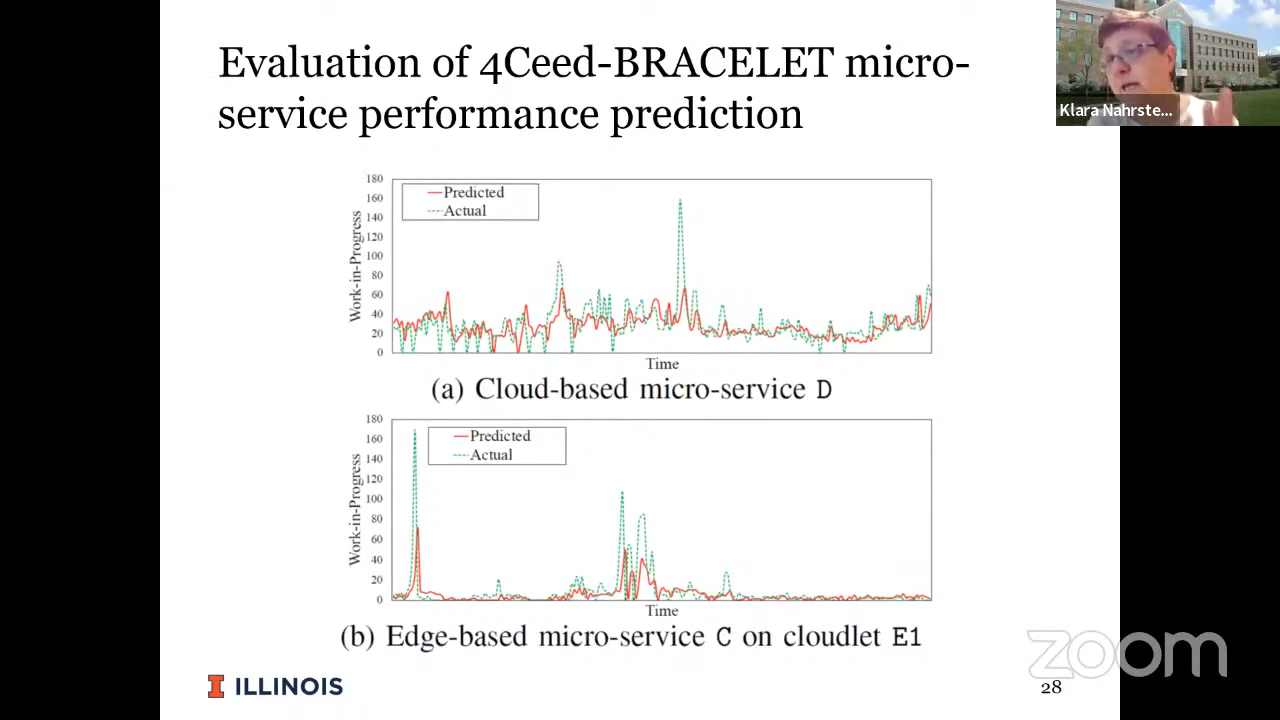 Evaluation of 4Ceed-BRACELET micro-
service performance prediction
Klara Nahrste...
180
160
140
120
100
80
60
40
20
0
Work-in-Progress
Predicted
Actual
Time
(a) Cloud-based micro-service D
180
160
140
120
100
80
60
40
20
0
Work-in-Progress
Predicted
Actual
Time
(b) Edge-based micro-service C on cloudlet E1
I ILLINOIS
28
zoom